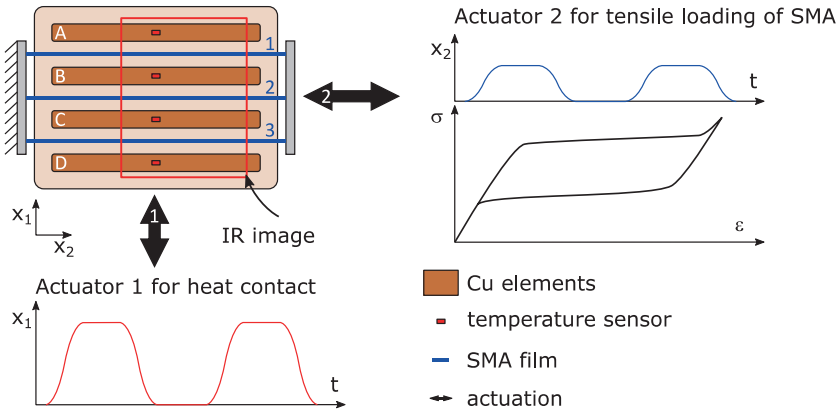 A
1
B
2
C
3
D
x1
x2
1
IR image
2
Actuator 2 for tensile loading of SMA
x2
t
σ
ε
Actuator 1 for heat contact
x1
t
Cu elements
temperature sensor
SMA film
actuation